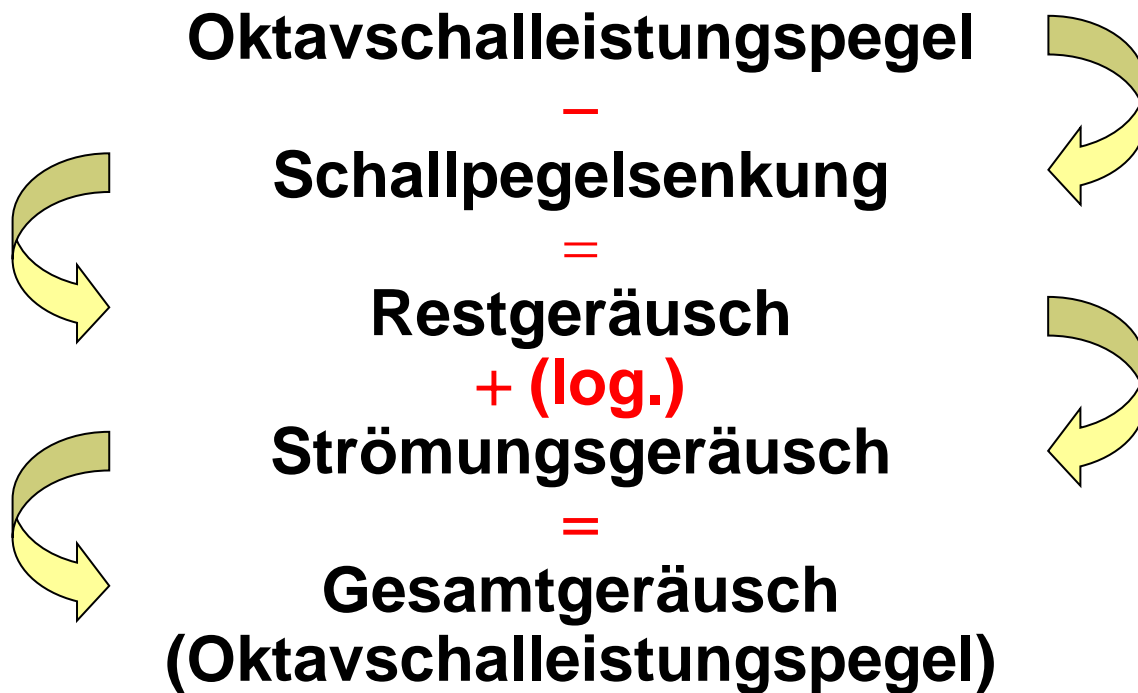 Oktavschalleistungspegel
–
Schallpegelsenkung
=
Restgeräusch
+ (log.)
Strömungsgeräusch
=
Gesamtgeräusch
(Oktavschalleistungspegel)